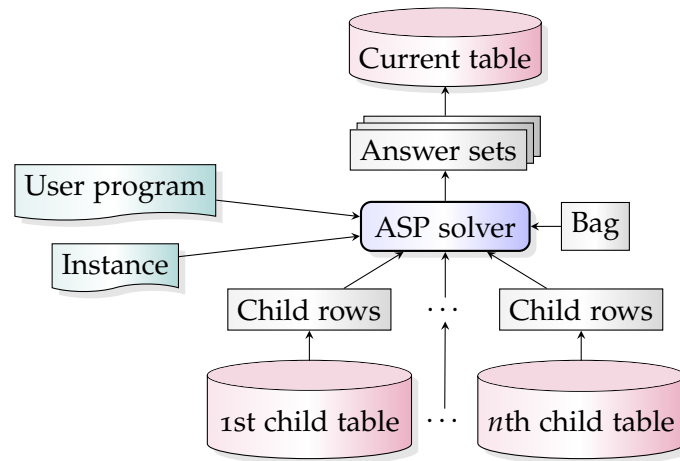 Current table
Answer sets
User program
ASP solver
Bag
Instance
Child rows
...
Child rows
1st child table
...
nth child table